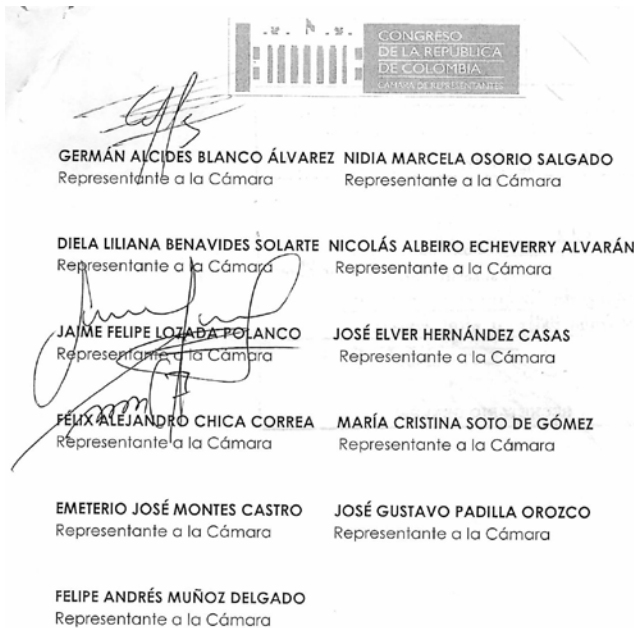 CONGRESO
DE LA REPÚBLICA
DE COLOMBIA
CÁMARA DE REPRESENTANTES
GERMÁN ALCIDES BLANCO ÁLVAREZ NIDIA MARCELA OSORIO SALGADO
Representante a la Cámara Representante a la Cámara
DIELA LILIANA BENAVIDES SOLARTE NICOLÁS ALBEIRO ECHEVERRY ALVARÁN
Representante a la Cámara Representante a la Cámara
JAIME FELIPE LOZADA POLANCO JOSÉ ELVER HERNÁNDEZ CASAS
Representante a la Cámara Representante a la Cámara
FÉLIX ALEJANDRO CHICA CORREA MARÍA CRISTINA SOTO DE GÓMEZ
Representante a la Cámara Representante a la Cámara
EMETERIO JOSÉ MONTES CASTRO JOSÉ GUSTAVO PADILLA OROZCO
Representante a la Cámara Representante a la Cámara
FELIPE ANDRÉS MUÑOZ DELGADO
Representante a la Cámara